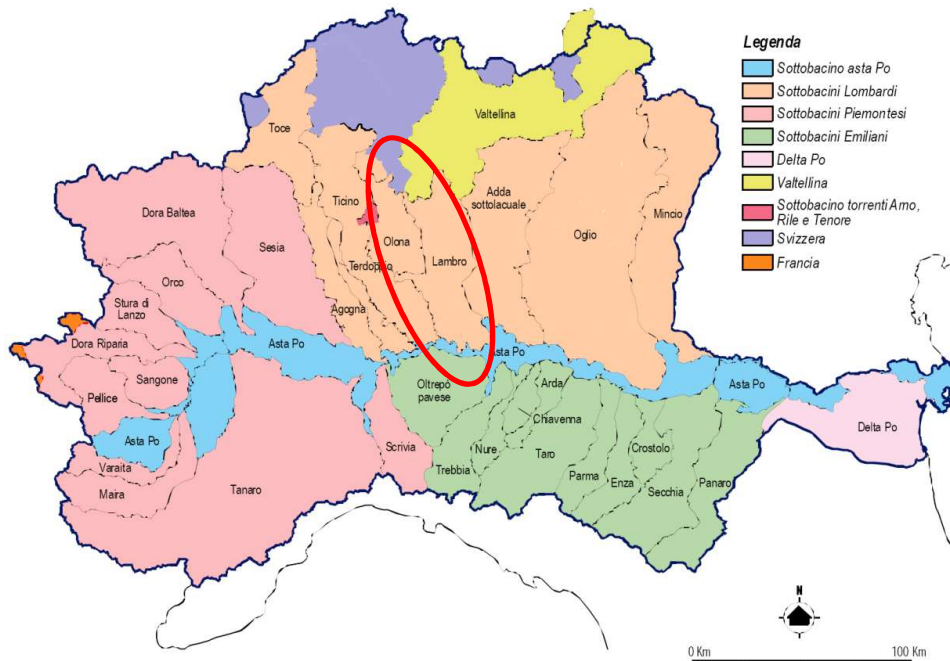 Legenda
Sottobacino asta Po
Sottobacini Lombardi
Sottobacini Piemontesi
Sottobacini Emiliani
Delta Po
Valtellina
Sottobacino torrenti Arno,
Rile e Tenore
Svizzera
Francia
Valtellina
Toce
Adda
sottolacuale
Ticino
Dora Baltea
Mincio
Oglio
Sesia
Olona
Lambro
Terdoppio
Orco
Stura di
Lanzo
Agogna
Dora Riparia
Asta Po
Asta Po
Sangone
Oltrepò
pavese
Arda
Asta Po
Pellice
Chiavenna
Asta Po
Delta Po
Nure
Crostolo
Scrivia
Taro
Varaita
Trebbia
Parma
Enza
Secchia
Panaro
Maira
Tanaro
N
0 Km
100 Km